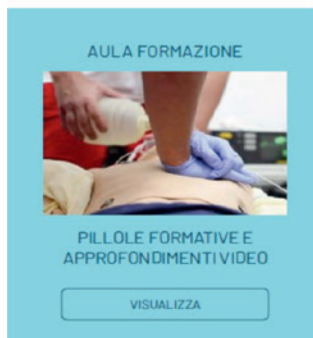 AULA FORMAZIONE
PILLOLE FORMATIVE E
APPROFONDIMENTI VIDEO
VISUALIZZA